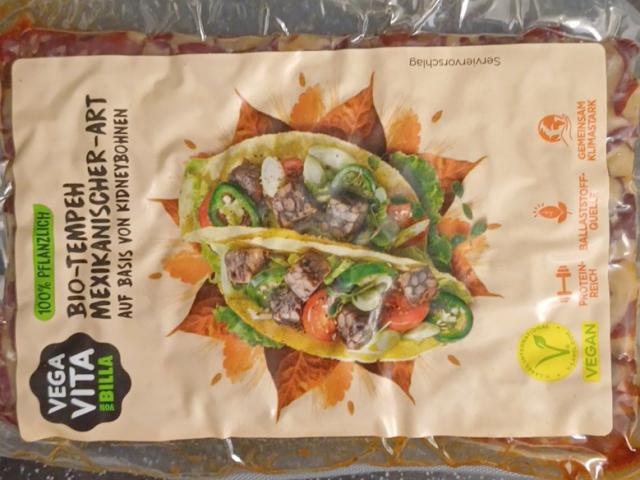 VEGA
VITA
VON BILLA
100% PFLANZLICH
BIO-TEMPEH
MEXIKANISCHER-ART
AUF BASIS VON KIDNEYBOHNEN
Serviervorschlag
VEGAN
PROTEIN-
REICH
BALLASTSTOFF-
QUELLE
GEMEINSAM
KLIMASTARK